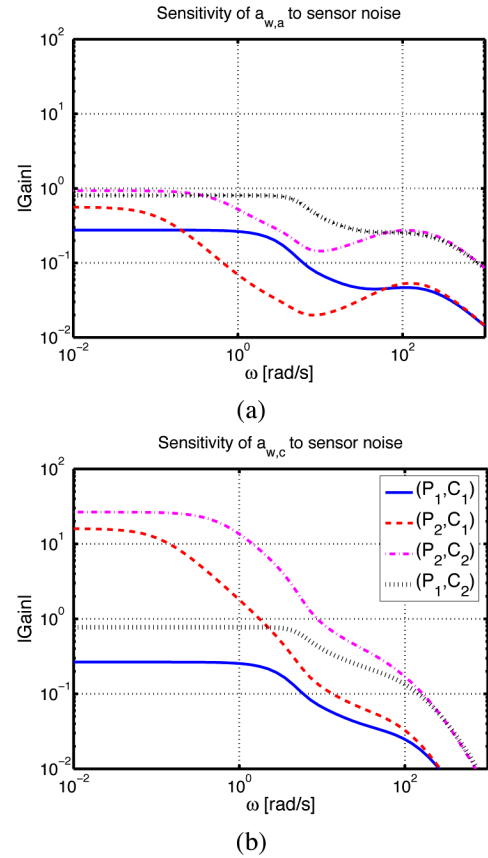 Sensitivity of a_{w,a} to sensor noise
10^2
10^1
10^0
10^{-1}
10^{-2}
|Gain|
10^{-2} 10^0 10^2
ω [rad/s]
(a)
Sensitivity of a_{w,c} to sensor noise
10^2
10^1
10^0
10^{-1}
10^{-2}
|Gain|
(P_1,C_1)
(P_2,C_1)
(P_2,C_2)
(P_1,C_2)
10^{-2} 10^0 10^2
ω [rad/s]
(b)